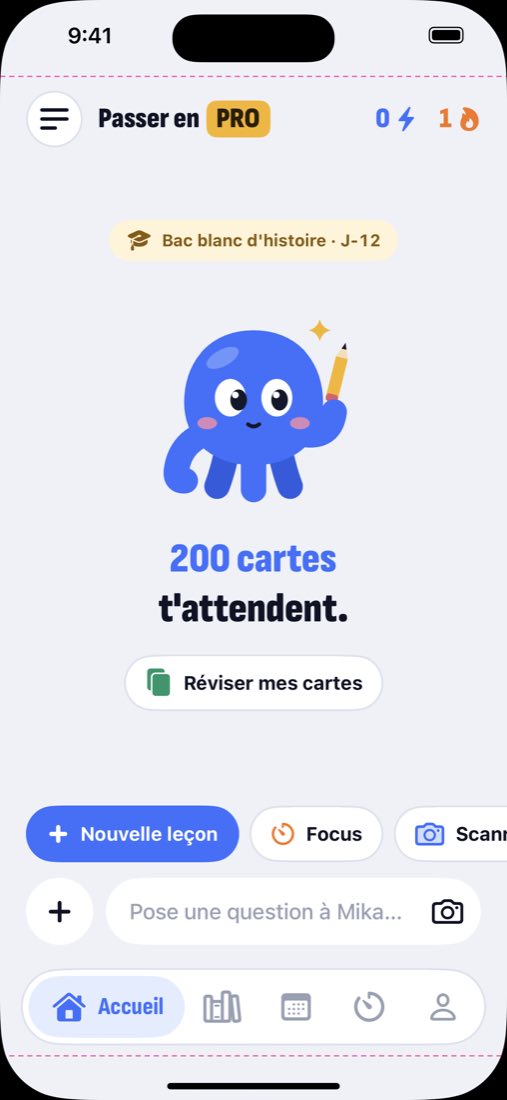 9:41
Passer en PRO
0
1
Bac blanc d'histoire · J-12
200 cartes
t'attendent.
Réviser mes cartes
Nouvelle leçon
Focus
Scann
Pose une question à Mika...
Accueil